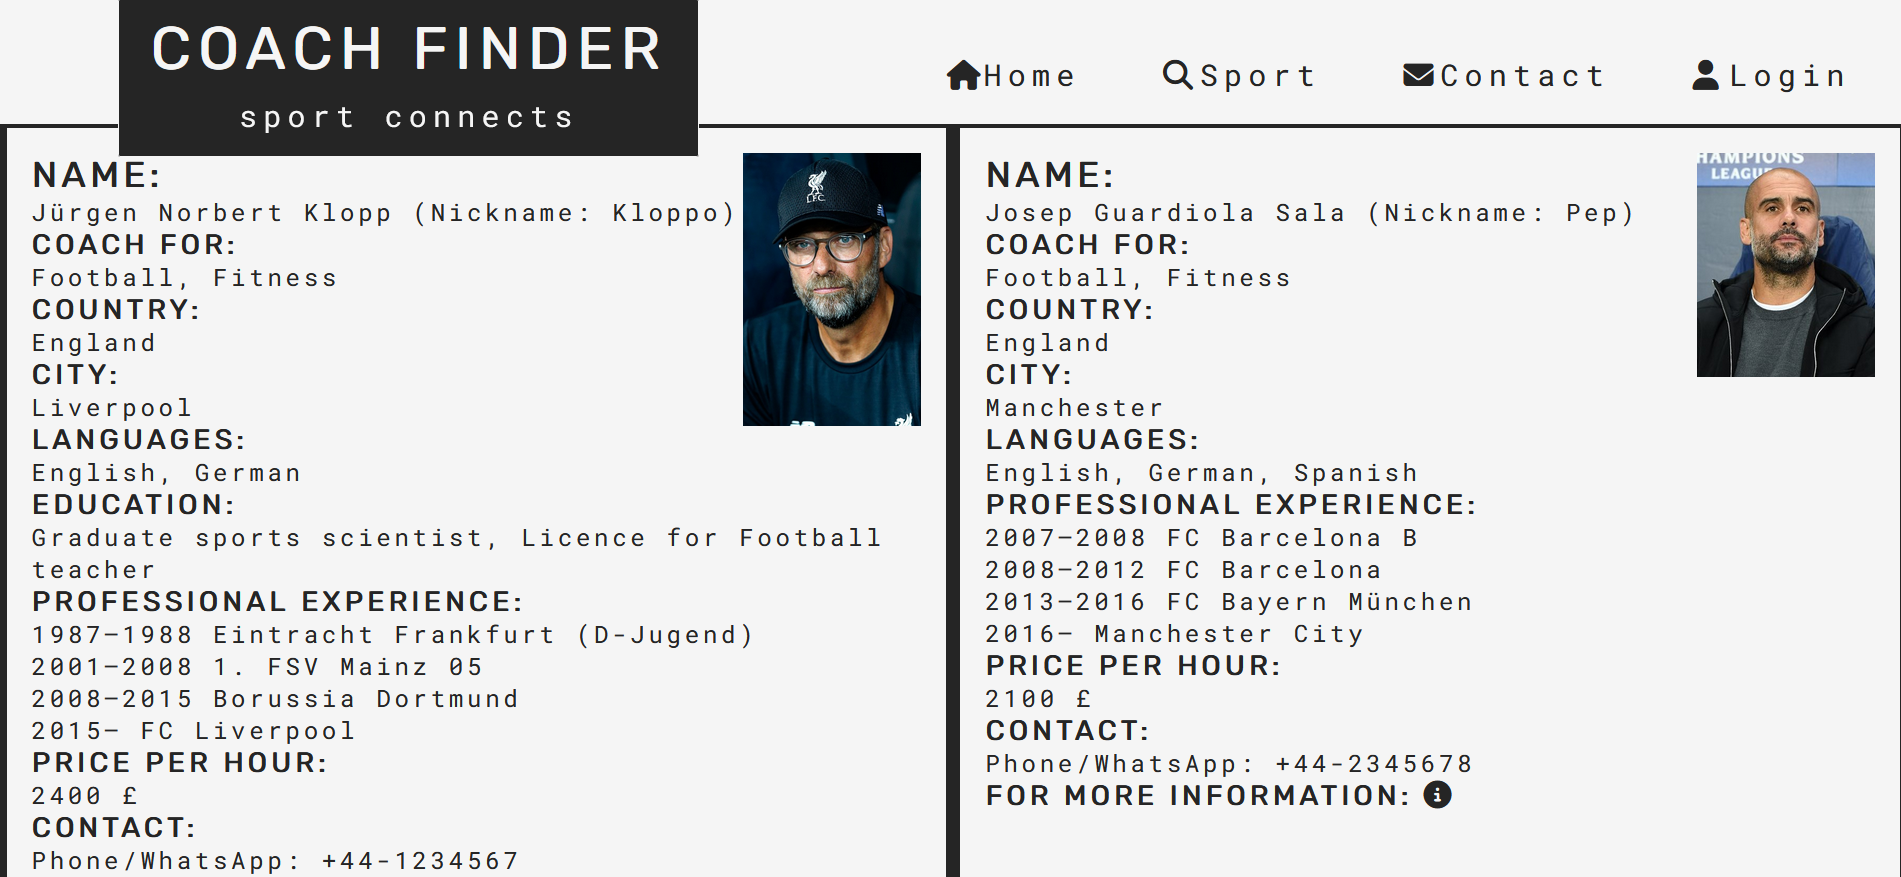 COACH FINDER
sport connects
Home
Sport
Contact
Login
NAME:
Jürgen Norbert Klopp (Nickname: Kloppo)
COACH FOR:
Football, Fitness
COUNTRY:
England
CITY:
Liverpool
LANGUAGES:
English, German
EDUCATION:
Graduate sports scientist, Licence for Football
teacher
PROFESSIONAL EXPERIENCE:
1987–1988 Eintracht Frankfurt (D-Jugend)
2001–2008 1. FSV Mainz 05
2008–2015 Borussia Dortmund
2015– FC Liverpool
PRICE PER HOUR:
2400 £
CONTACT:
Phone/WhatsApp: +44-1234567
L.F.C.
NAME:
Josep Guardiola Sala (Nickname: Pep)
COACH FOR:
Football, Fitness
COUNTRY:
England
CITY:
Manchester
LANGUAGES:
English, German, Spanish
PROFESSIONAL EXPERIENCE:
2007–2008 FC Barcelona B
2008–2012 FC Barcelona
2013–2016 FC Bayern München
2016– Manchester City
PRICE PER HOUR:
2100 £
CONTACT:
Phone/WhatsApp: +44-2345678
FOR MORE INFORMATION:
HAMPIONS
LEAGUE